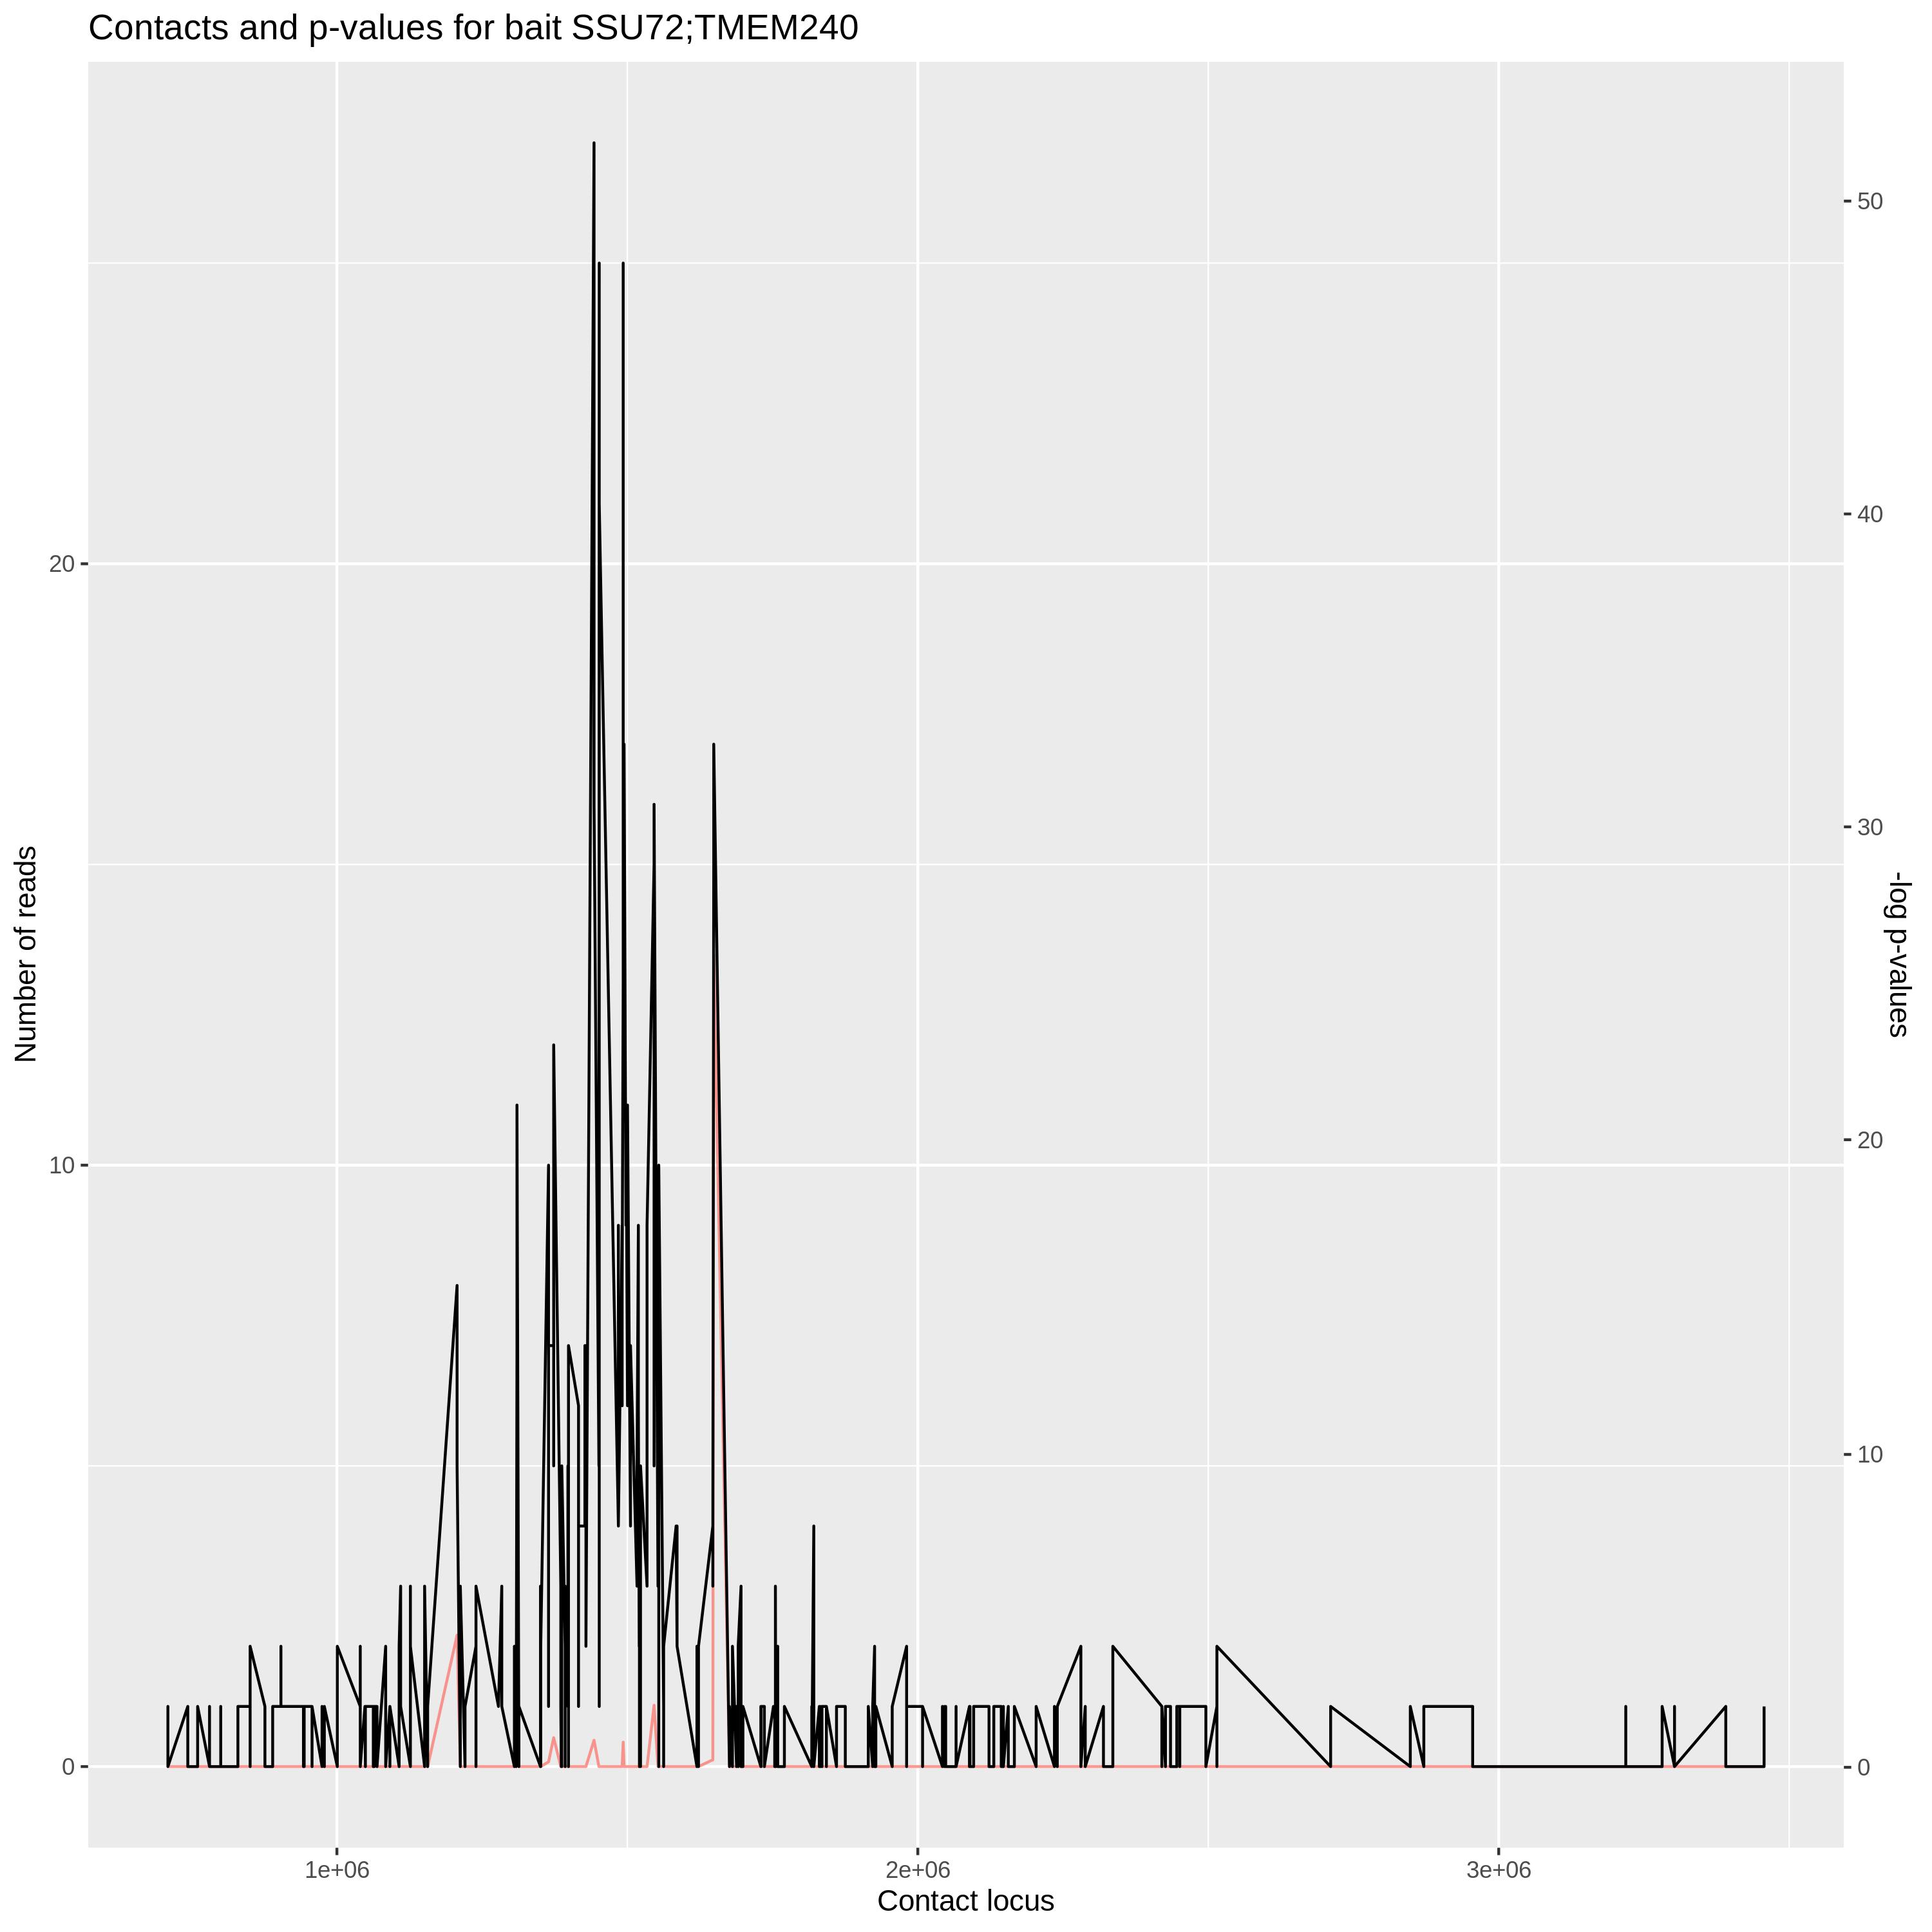 Contacts and p-values for bait SSU72;TMEM240
Number of reads
20
10
0
50
40
30
20
10
0
-log p-values
1e+06
2e+06
3e+06
Contact locus